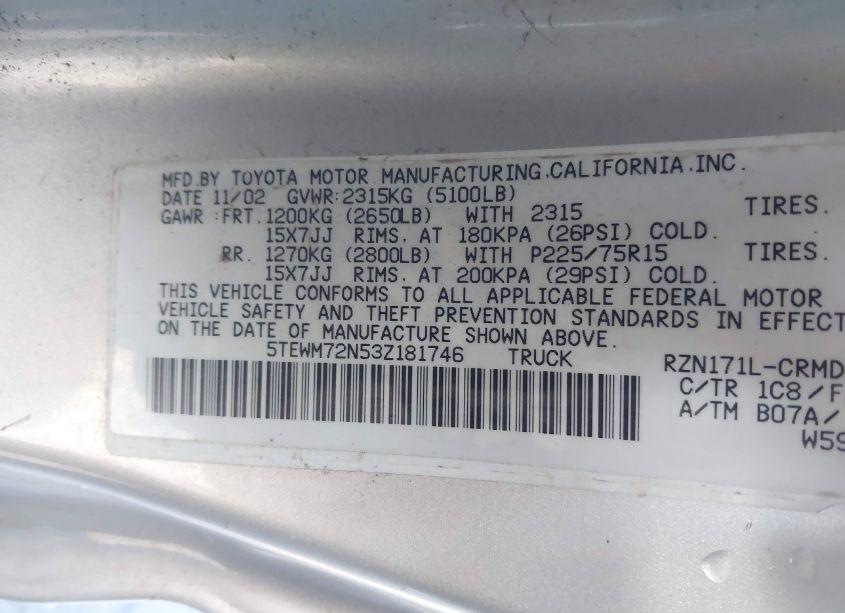 MFD.BY TOYOTA MOTOR MANUFACTURING,CALIFORNIA.INC.
DATE 11/02 GVWR:2315KG (5100LB)
GAWR:FRT.1200KG (2650LB) WITH 2315 TIRES.
15X7JJ RIMS, AT 180KPA (26PSI) COLD.
RR. 1270KG (2800LB) WITH P225/75R15 TIRES.
15X7JJ RIMS, AT 200KPA (29PSI) COLD.
THIS VEHICLE CONFORMS TO ALL APPLICABLE FEDERAL MOTOR
VEHICLE SAFETY AND THEFT PREVENTION STANDARDS IN EFFECT
ON THE DATE OF MANUFACTURE SHOWN ABOVE.
5TEWM72N53Z181746 TRUCK
RZN171L-CRMD
C/TR 1C8/F
A/TM B07A/
W59